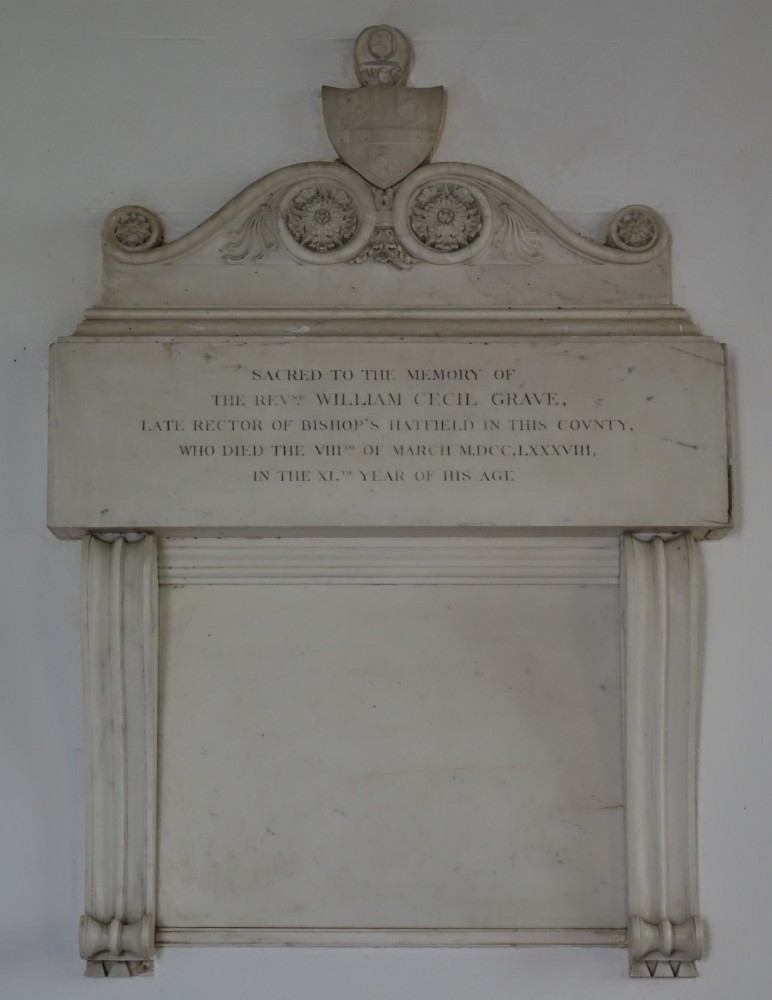 SACRED TO THE MEMORY OF
THE REVND. WILLIAM CECIL GRAVE,
LATE RECTOR OF BISHOP'S HATFIELD IN THIS COVNTY,
WHO DIED THE VIIITH OF MARCH M,DCC,LXXXVIII,
IN THE XLTH YEAR OF HIS AGE